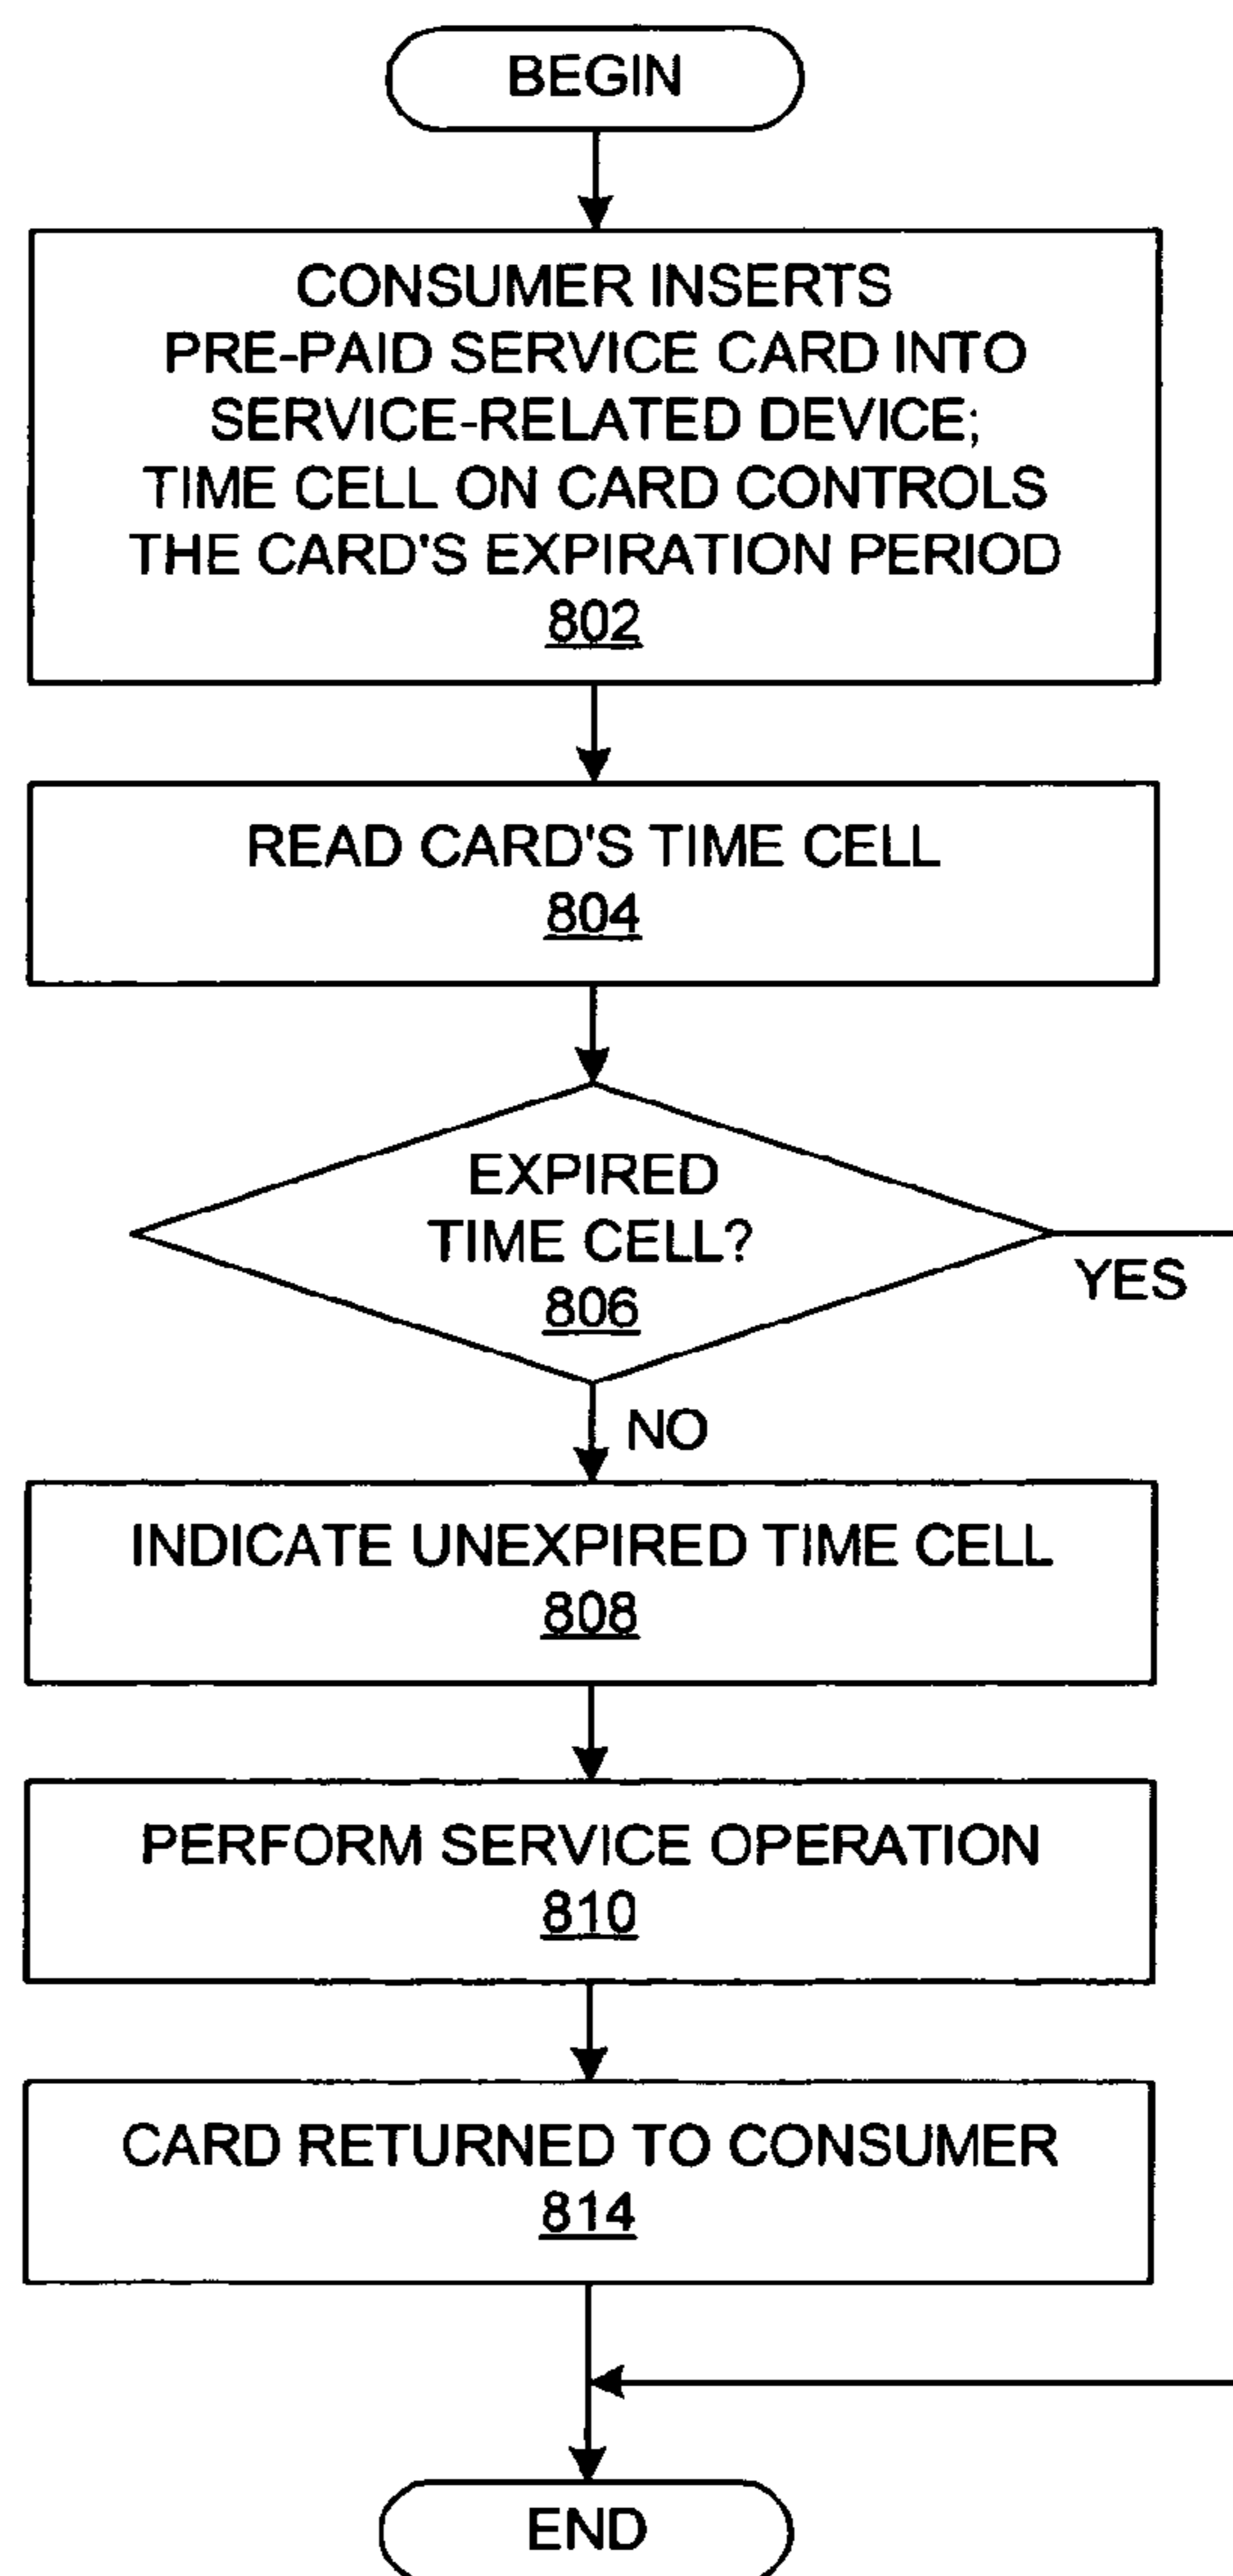 BEGIN
CONSUMER INSERTS
PRE-PAID SERVICE CARD INTO
SERVICE-RELATED DEVICE;
TIME CELL ON CARD CONTROLS
THE CARD'S EXPIRATION PERIOD
802
READ CARD'S TIME CELL
804
EXPIRED
TIME CELL?
806
YES
NO
INDICATE UNEXPIRED TIME CELL
808
PERFORM SERVICE OPERATION
810
CARD RETURNED TO CONSUMER
814
END